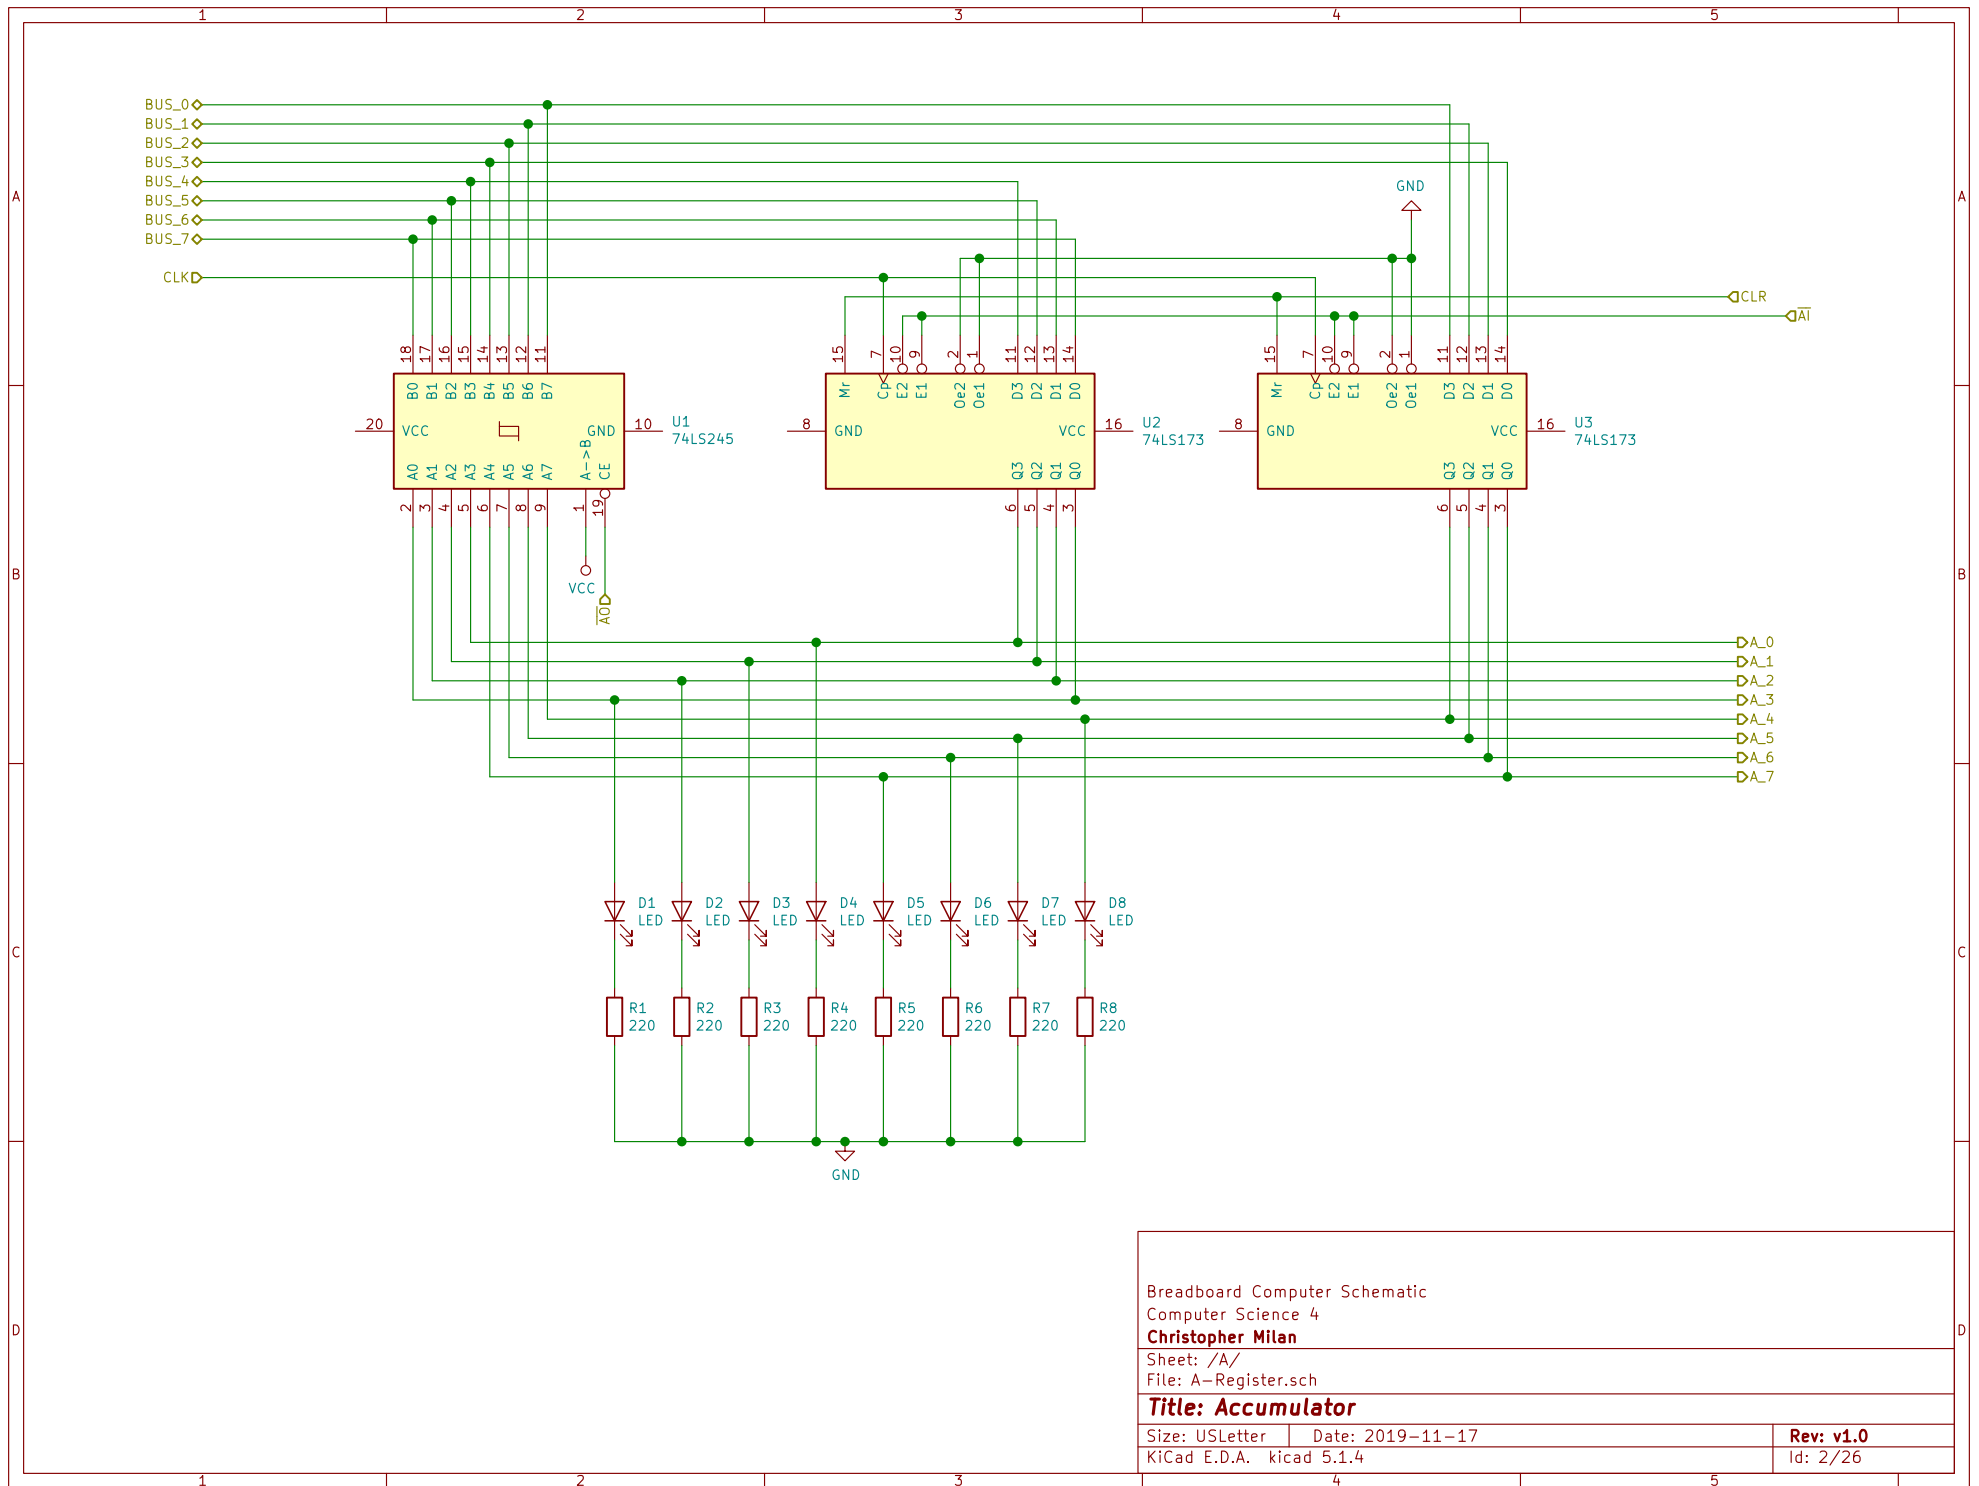 1 2 3 4 5
BUS_0
BUS_1
BUS_2
BUS_3
BUS_4
BUS_5
BUS_6
BUS_7
CLK
GND
CLR
AI
A A
18 17 16 15 14 13 12 11
15 7 10 9 2 1 11 12 13 14
15 7 10 9 2 1 11 12 13 14
B0 B1 B2 B3 B4 B5 B6 B7
Mr Cp E2 E1 Oe2 Oe1 D3 D2 D1 D0
Mr Cp E2 E1 Oe2 Oe1 D3 D2 D1 D0
20 VCC GND 10
U1
74LS245
8 GND VCC 16
U2
74LS173
8 GND VCC 16
U3
74LS173
A0 A1 A2 A3 A4 A5 A6 A7 A->B CE
Q3 Q2 Q1 Q0
Q3 Q2 Q1 Q0
2 3 4 5 6 7 8 9 1 19
6 5 4 3
6 5 4 3
B B
VCC
AO
A_0
A_1
A_2
A_3
A_4
A_5
A_6
A_7
D1 D2 D3 D4 D5 D6 D7 D8
LED LED LED LED LED LED LED LED
C C
R1 R2 R3 R4 R5 R6 R7 R8
220 220 220 220 220 220 220 220
GND
D D
Breadboard Computer Schematic
Computer Science 4
Christopher Milan
Sheet: /A/
File: A-Register.sch
Title: Accumulator
Size: USLetter Date: 2019-11-17 Rev: v1.0
KiCad E.D.A. kicad 5.1.4 Id: 2/26
1 2 3 4 5